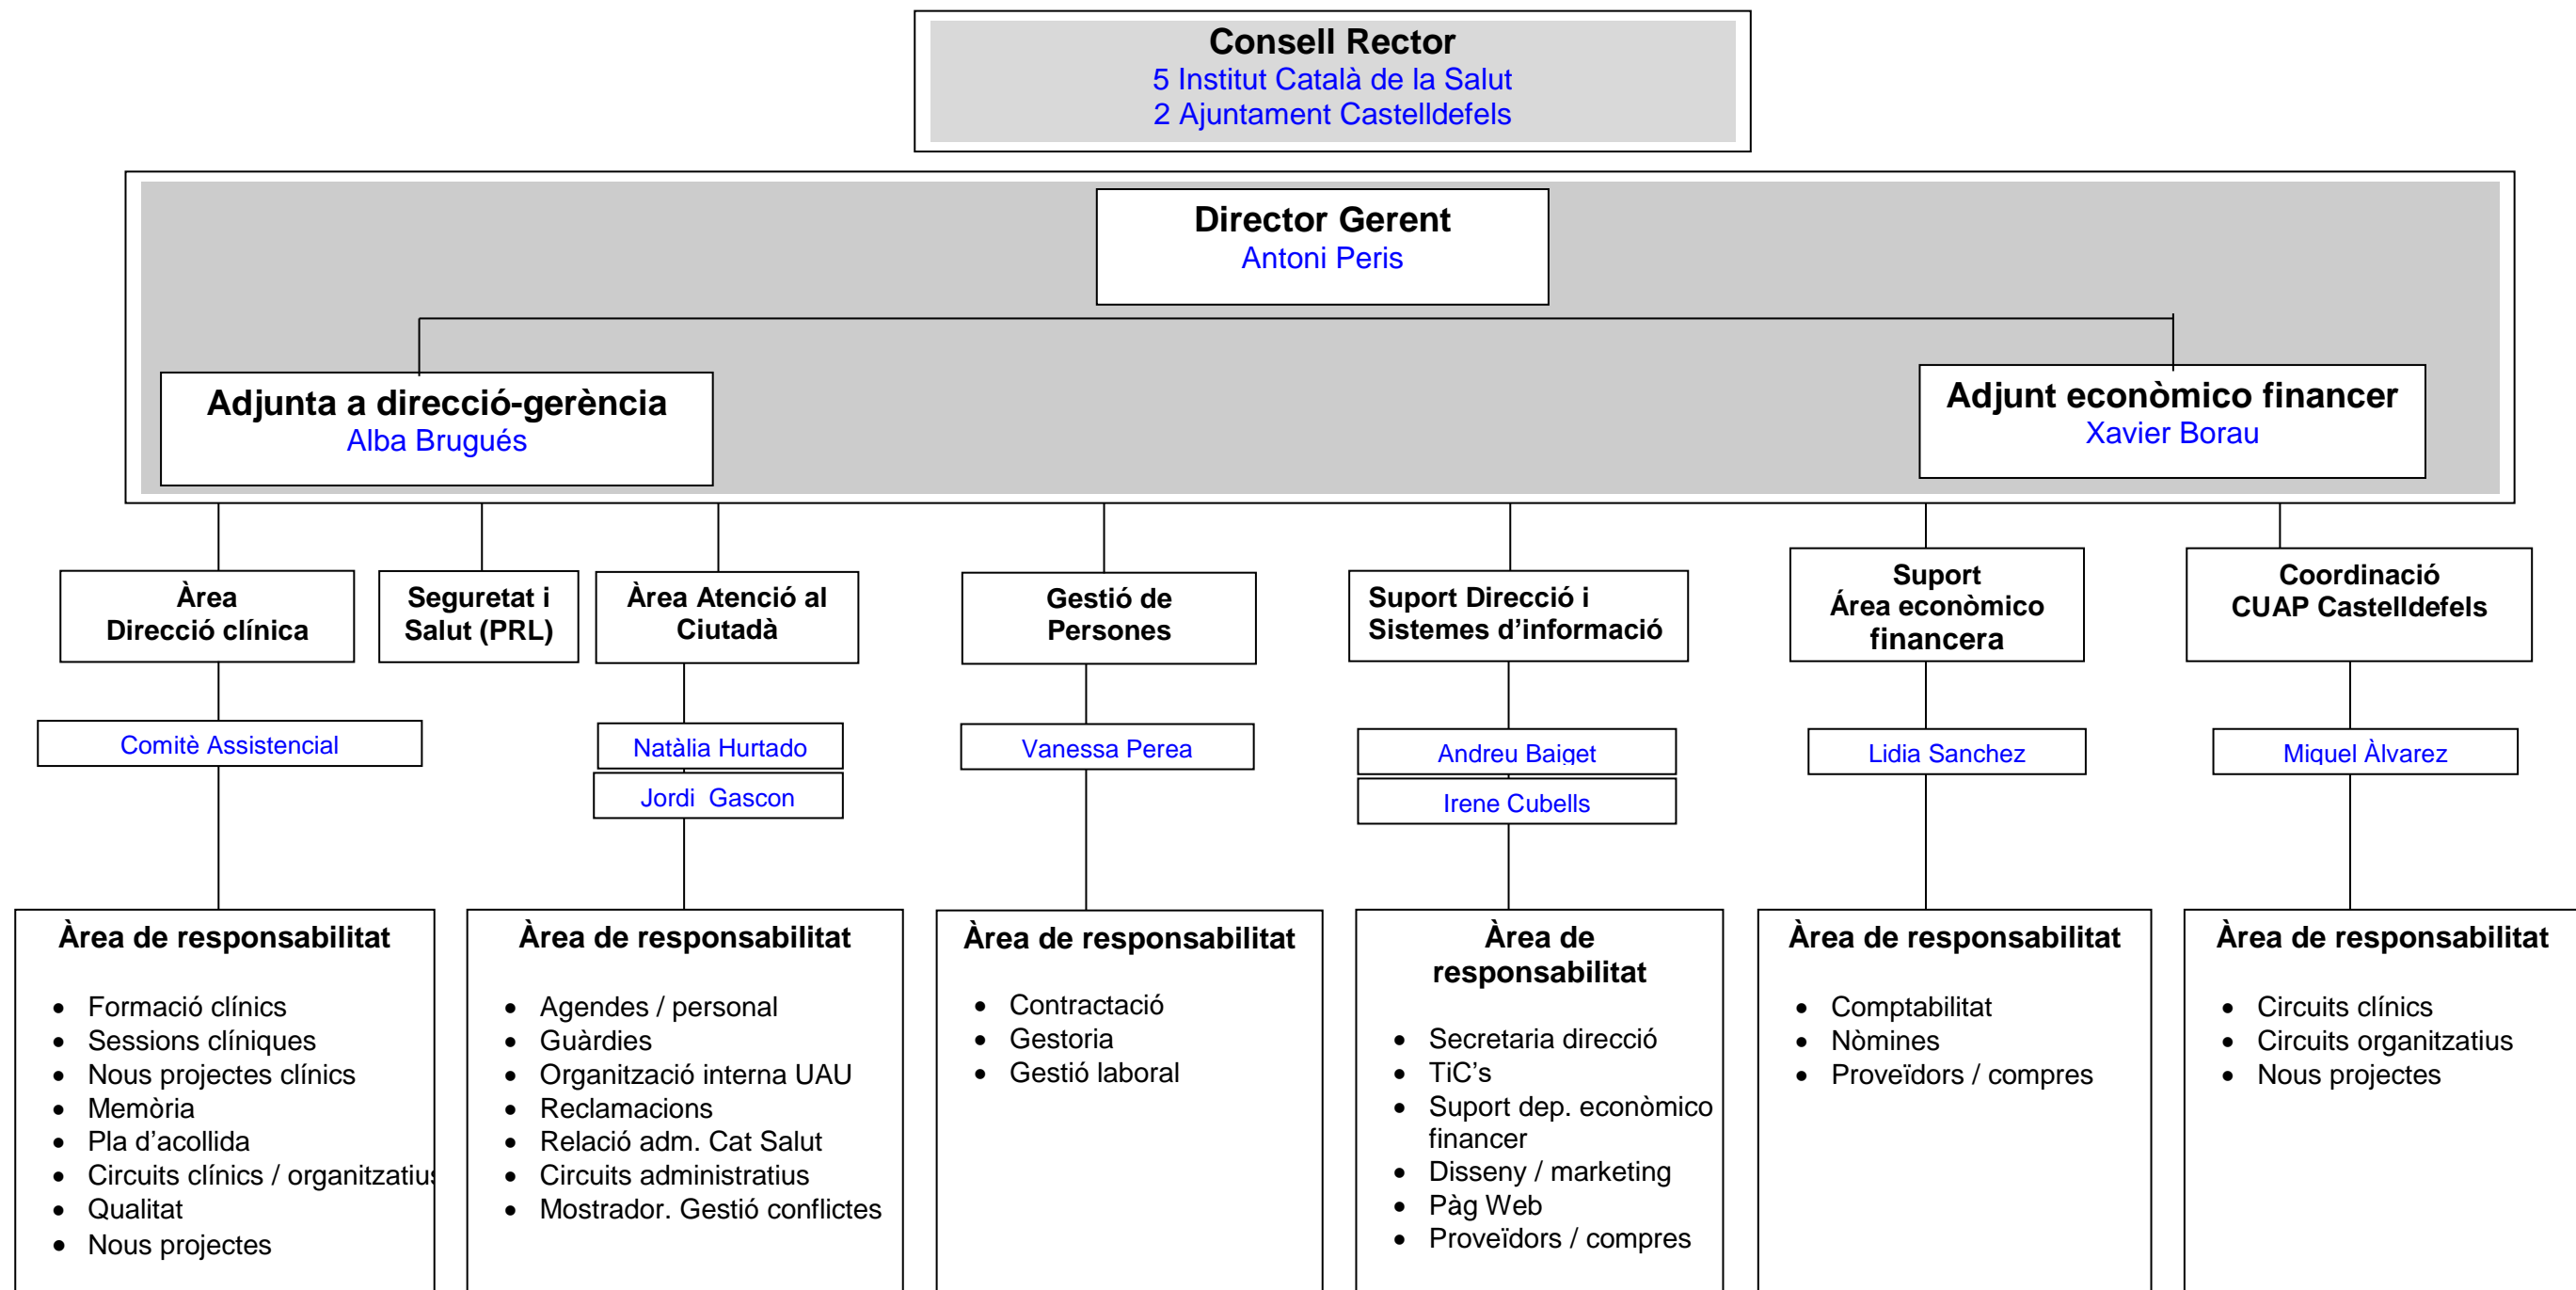 Consell Rector
5 Institut Català de la Salut
2 Ajuntament Castelldefels
Director Gerent
Antoni Peris
Adjunta a direcció-gerència
Alba Brugués
Adjunt econòmico financer
Xavier Borau
Àrea
Direcció clínica
Seguretat i
Salut (PRL)
Àrea Atenció al
Ciutadà
Gestió de
Persones
Suport Direcció i
Sistemes d’informació
Suport
Área econòmico
financera
Coordinació
CUAP Castelldefels
Comitè Assistencial
Natàlia Hurtado
Jordi Gascon
Vanessa Perea
Andreu Baiget
Irene Cubells
Lidia Sanchez
Miquel Àlvarez
Àrea de responsabilitat
• Formació clínics
• Sessions clíniques
• Nous projectes clínics
• Memòria
• Pla d’acollida
• Circuits clínics / organitzatius
• Qualitat
• Nous projectes
Àrea de responsabilitat
• Agendes / personal
• Guàrdies
• Organització interna UAU
• Reclamacions
• Relació adm. Cat Salut
• Circuits administratius
• Mostrador. Gestió conflictes
Àrea de responsabilitat
• Contractació
• Gestoria
• Gestió laboral
Àrea de
responsabilitat
• Secretaria direcció
• TiC’s
• Suport dep. econòmico
financer
• Disseny / marketing
• Pàg Web
• Proveïdors / compres
Àrea de responsabilitat
• Comptabilitat
• Nòmines
• Proveïdors / compres
Àrea de responsabilitat
• Circuits clínics
• Circuits organitzatius
• Nous projectes